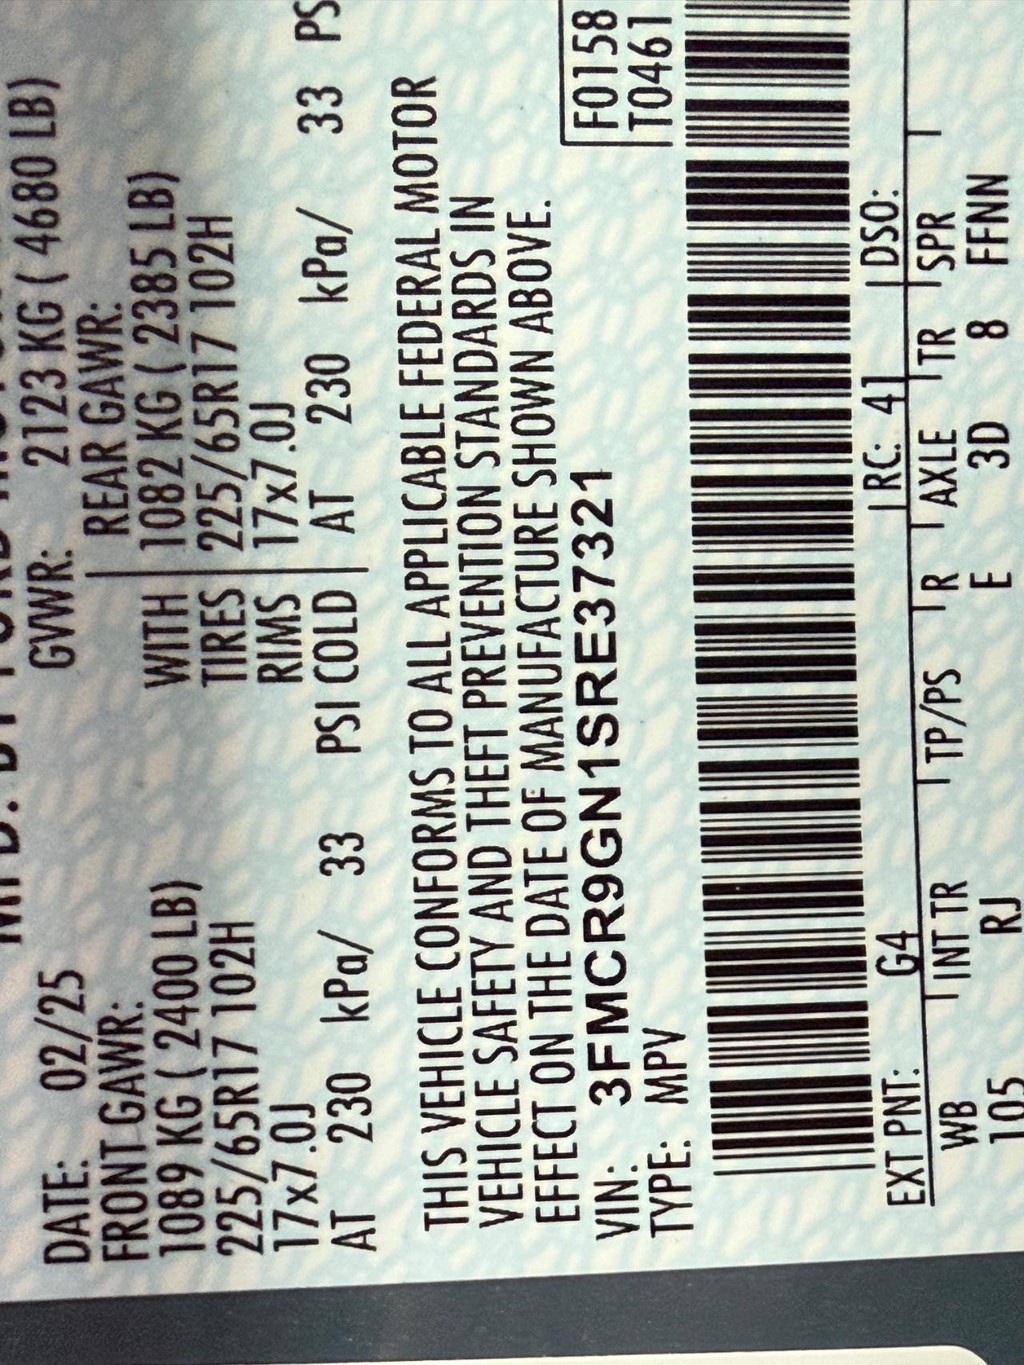 DATE: 02/25 GVWR: 2123 KG ( 4680 LB)
FRONT GAWR: REAR GAWR:
1089 KG ( 2400 LB) WITH 1082 KG ( 2385 LB)
225/65R17 102H TIRES 225/65R17 102H
17x7.0J RIMS 17x7.0J
AT 230 kPa/ 33 PSI COLD AT 230 kPa/ 33 PS
THIS VEHICLE CONFORMS TO ALL APPLICABLE FEDERAL MOTOR
VEHICLE SAFETY AND THEFT PREVENTION STANDARDS IN
EFFECT ON THE DATE OF MANUFACTURE SHOWN ABOVE.
VIN: 3FMCR9GN1SRE37321 F0158
TYPE: MPV T0461
EXT PNT: G4 RC: 41 DSO:
WB INT TR TP/PS R AXLE TR SPR
105 RJ E 3D 8 FFNN